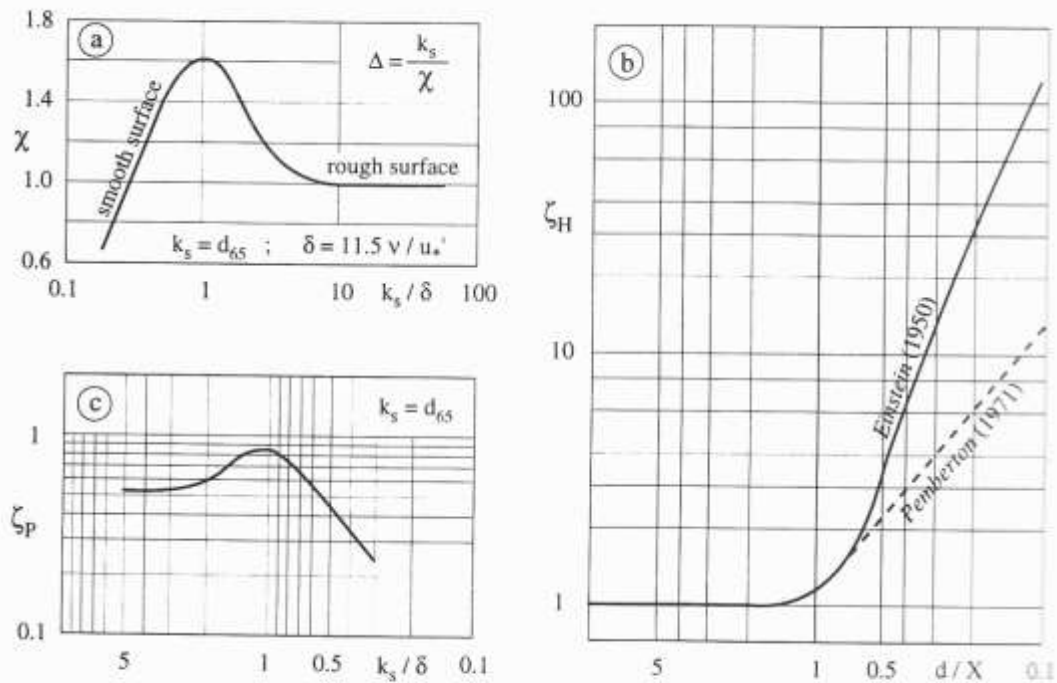 1.8
a
Δ = k_s / χ
1.4
χ
smooth surface
1.0
rough surface
k_s = d_65 ; δ = 11.5 ν / u_*'
0.6
0.1 1 10 k_s / δ 100
c
k_s = d_65
1
ζ_P
0.1
5 1 0.5 k_s / δ 0.1
b
100
ζ_H
10
Einstein (1950)
Pemberton (1971)
1
5 1 0.5 d / X 0.1